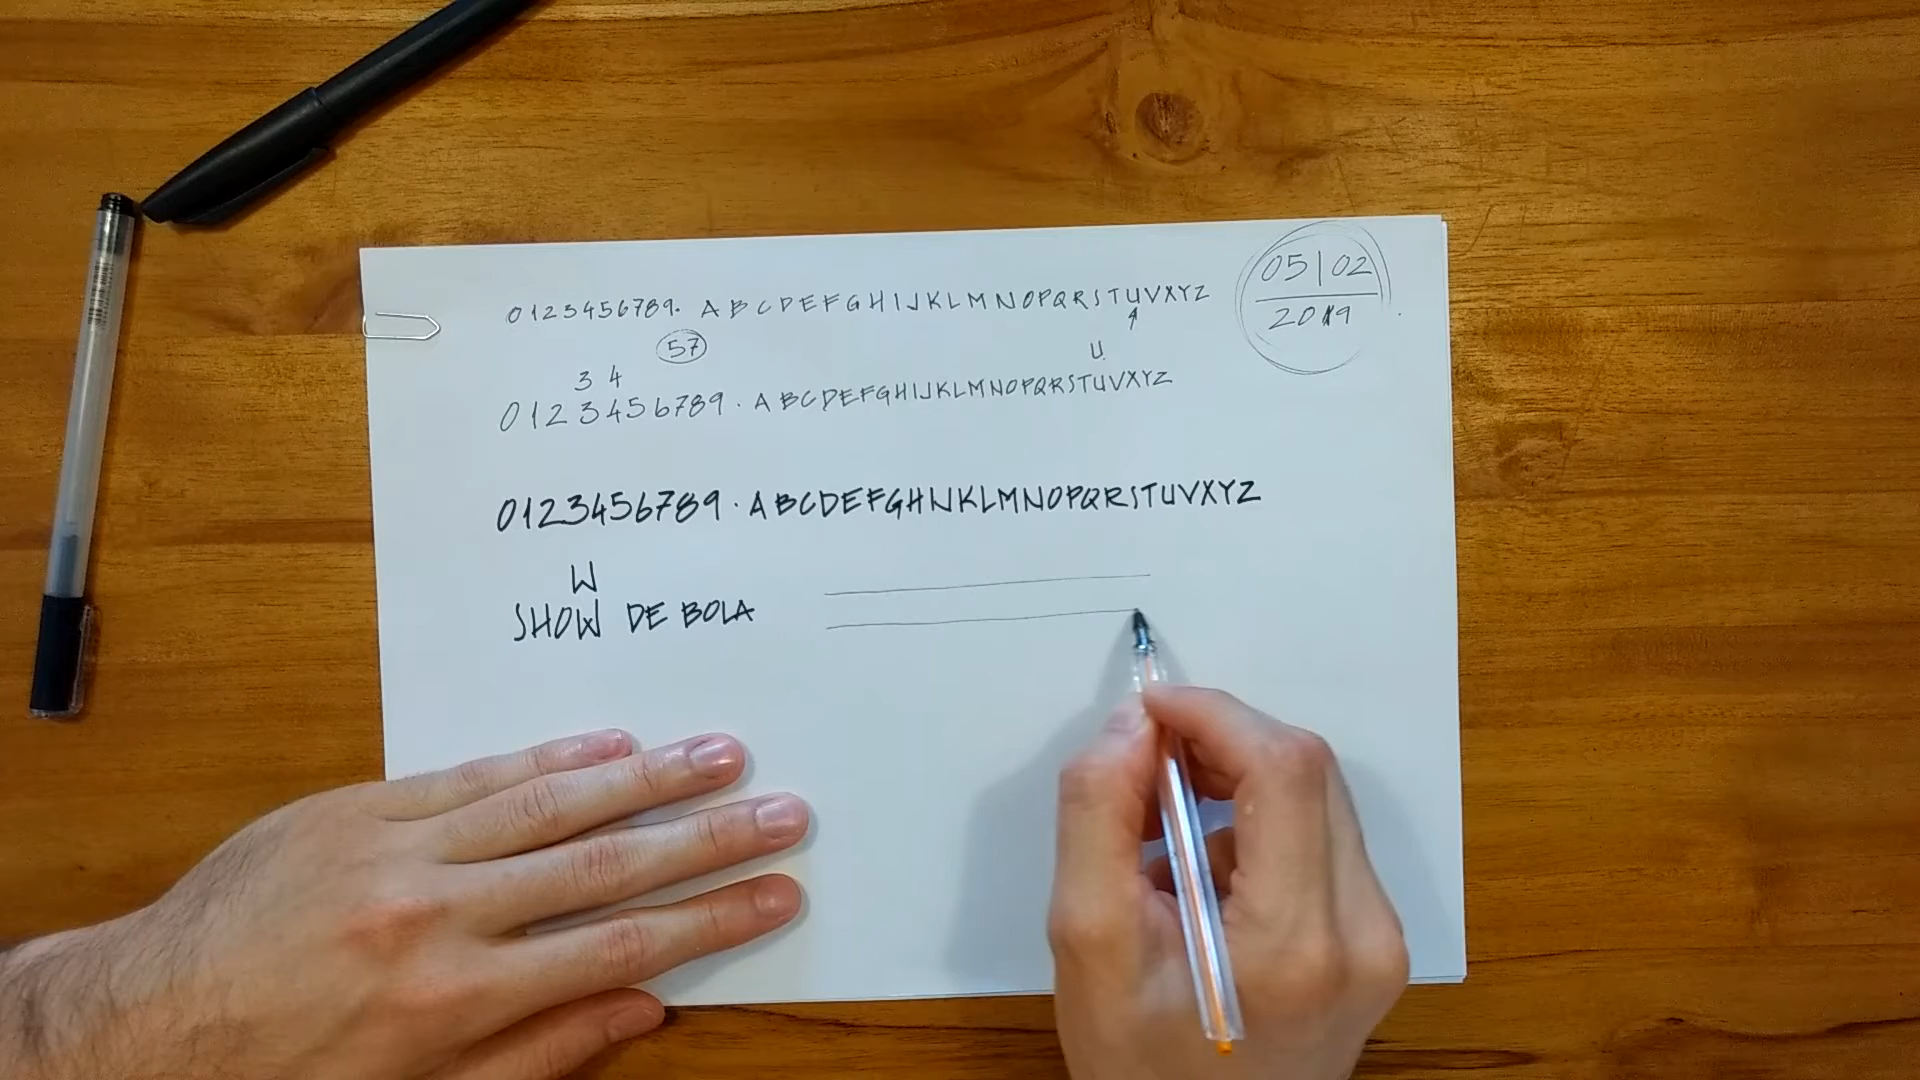 0123456789. ABCDEFGHIJKLMNOPQRSTUVXYZ
05|02
2019
57
U.
3 4
0123456789. ABCDEFGHIJKLMNOPQRSTUVXYZ
0123456789. ABCDEFGHIJKLMNOPQRSTUVXYZ
W
SHOW DE BOLA